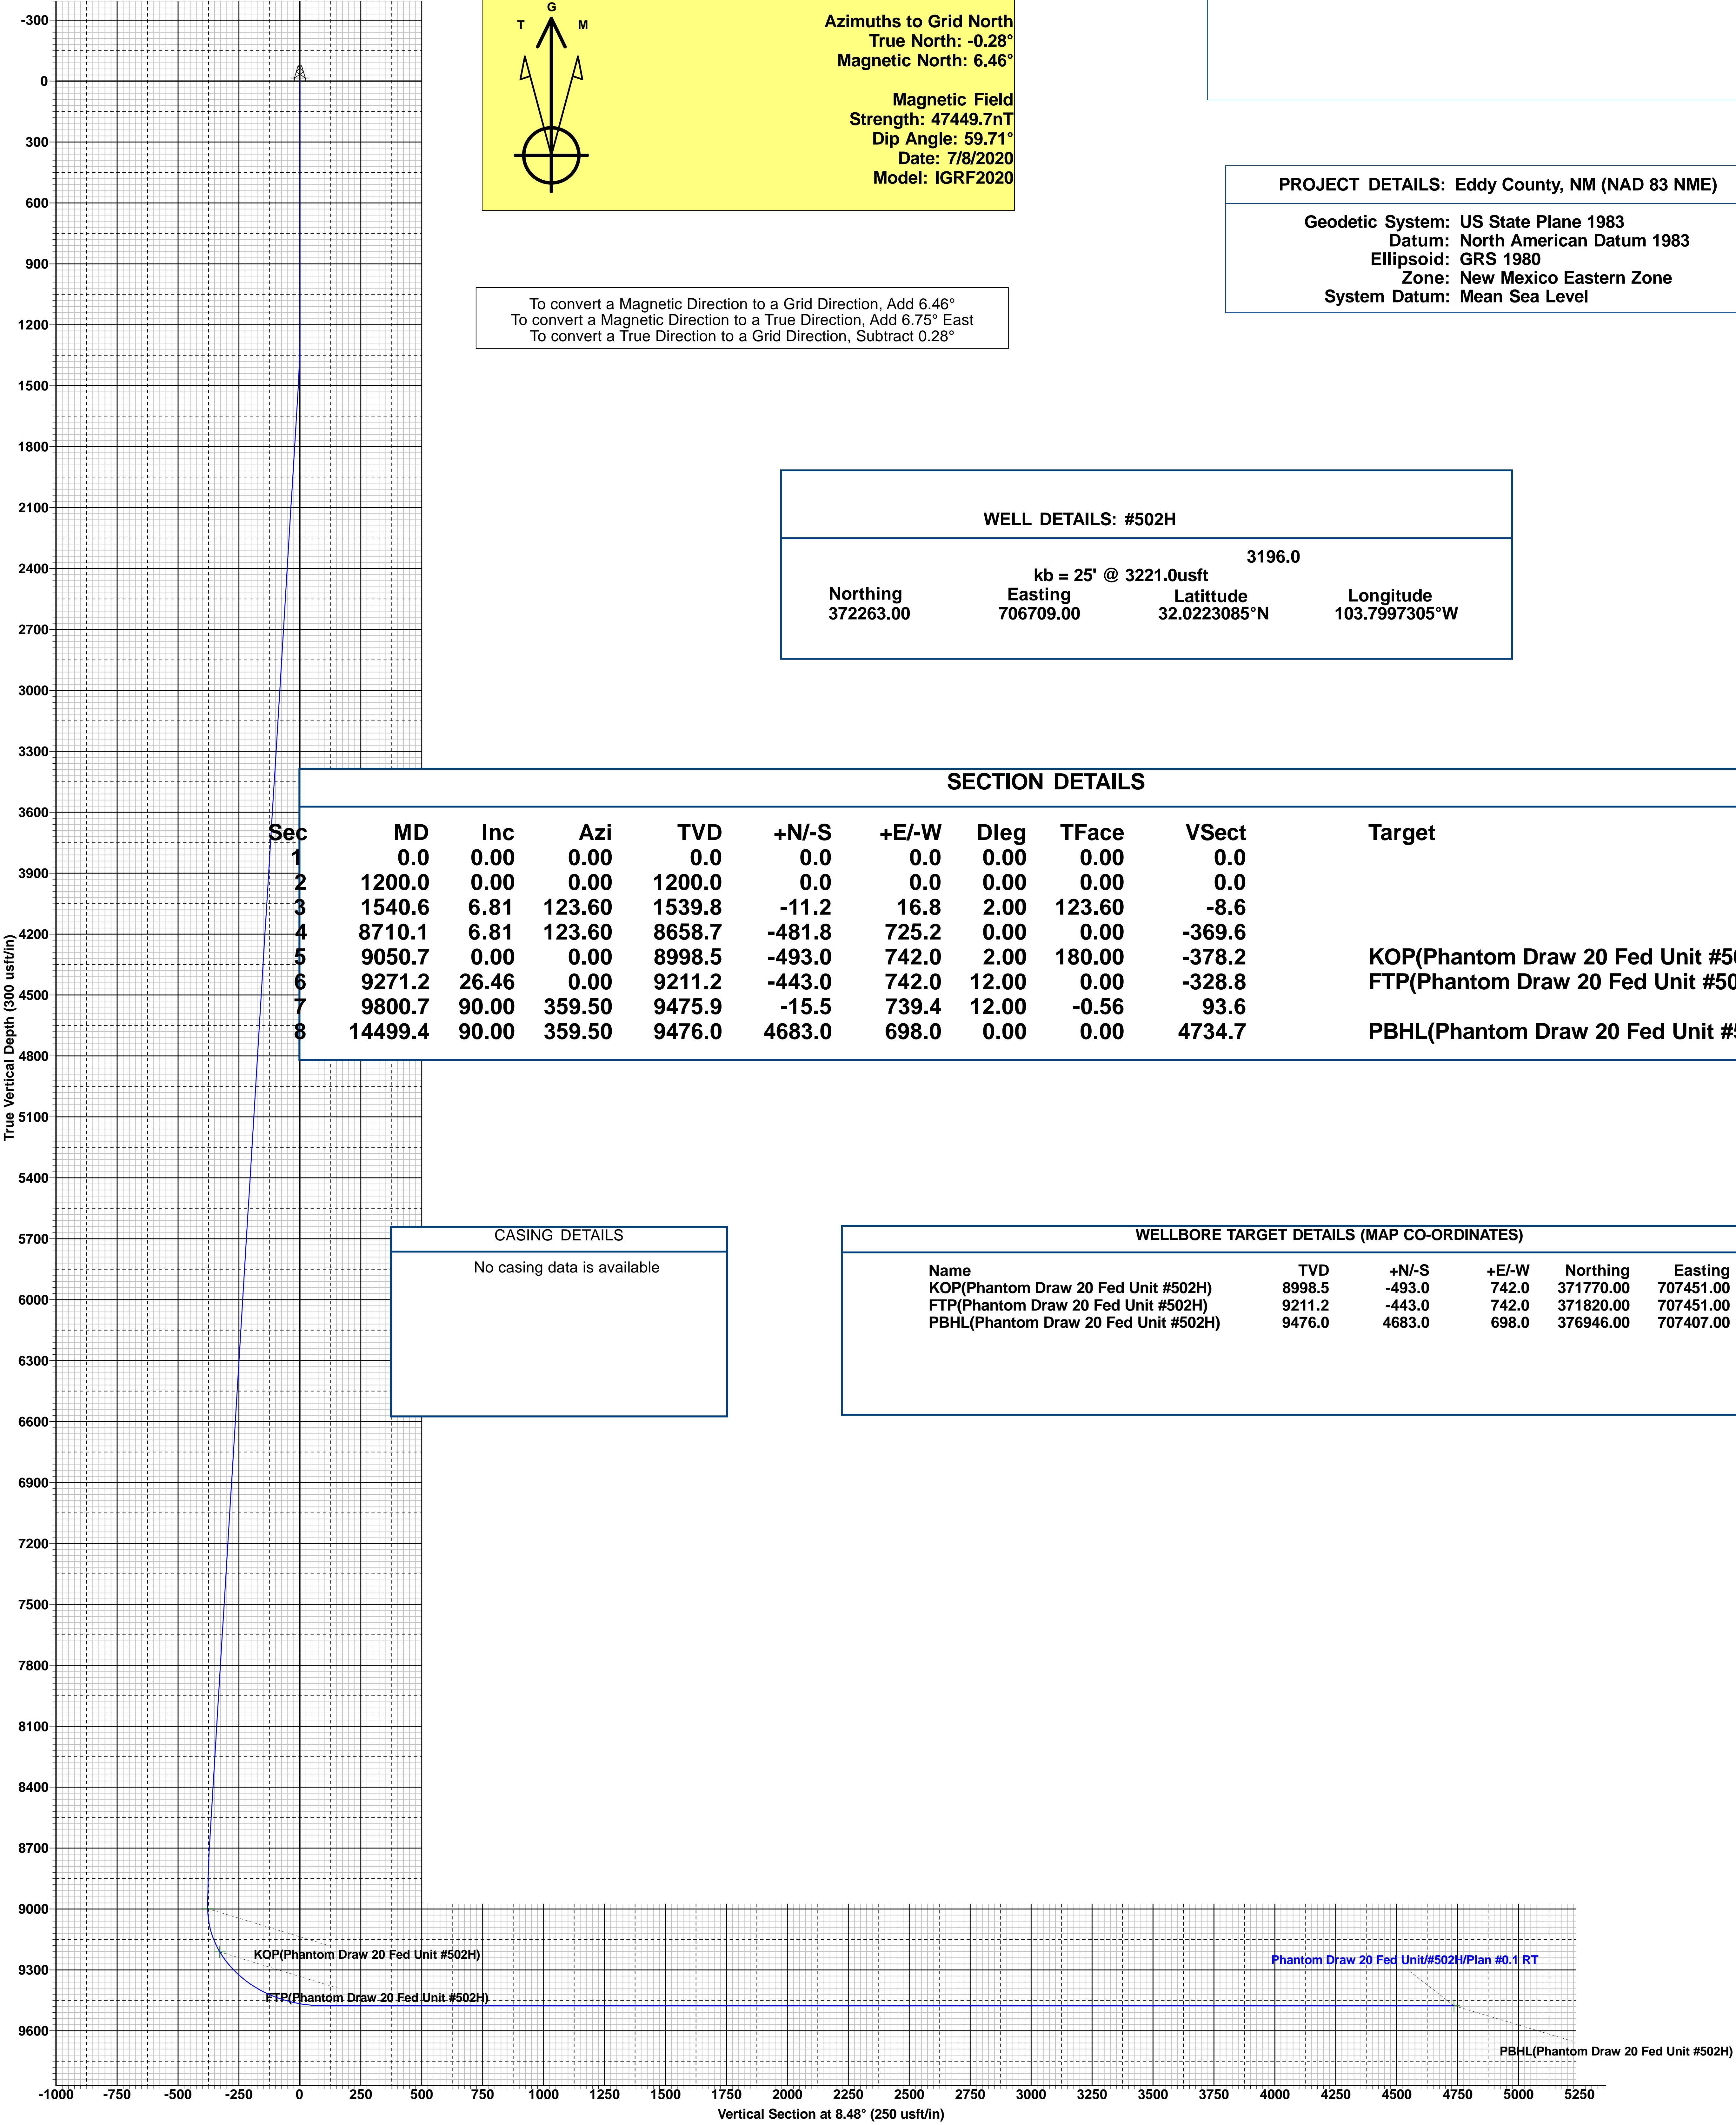 G
T M
Azimuths to Grid North
True North: -0.28°
Magnetic North: 6.46°
Magnetic Field
Strength: 47449.7nT
Dip Angle: 59.71°
Date: 7/8/2020
Model: IGRF2020
PROJECT DETAILS: Eddy County, NM (NAD 83 NME)
Geodetic System: US State Plane 1983
Datum: North American Datum 1983
Ellipsoid: GRS 1980
Zone: New Mexico Eastern Zone
System Datum: Mean Sea Level
To convert a Magnetic Direction to a Grid Direction, Add 6.46°
To convert a Magnetic Direction to a True Direction, Add 6.75° East
To convert a True Direction to a Grid Direction, Subtract 0.28°
WELL DETAILS: #502H
3196.0
kb = 25' @ 3221.0usft
Northing Easting Latittude Longitude
372263.00 706709.00 32.0223085°N 103.7997305°W
SECTION DETAILS
Sec MD Inc Azi TVD +N/-S +E/-W Dleg TFace VSect Target
1 0.0 0.00 0.00 0.0 0.0 0.0 0.00 0.00 0.0
2 1200.0 0.00 0.00 1200.0 0.0 0.0 0.00 0.00 0.0
3 1540.6 6.81 123.60 1539.8 -11.2 16.8 2.00 123.60 -8.6
4 8710.1 6.81 123.60 8658.7 -481.8 725.2 0.00 0.00 -369.6
5 9050.7 0.00 0.00 8998.5 -493.0 742.0 2.00 180.00 -378.2 KOP(Phantom Draw 20 Fed Unit #50
6 9271.2 26.46 0.00 9211.2 -443.0 742.0 12.00 0.00 -328.8 FTP(Phantom Draw 20 Fed Unit #50
7 9800.7 90.00 359.50 9475.9 -15.5 739.4 12.00 -0.56 93.6
8 14499.4 90.00 359.50 9476.0 4683.0 698.0 0.00 0.00 4734.7 PBHL(Phantom Draw 20 Fed Unit #5
CASING DETAILS
No casing data is available
WELLBORE TARGET DETAILS (MAP CO-ORDINATES)
Name TVD +N/-S +E/-W Northing Easting
KOP(Phantom Draw 20 Fed Unit #502H) 8998.5 -493.0 742.0 371770.00 707451.00
FTP(Phantom Draw 20 Fed Unit #502H) 9211.2 -443.0 742.0 371820.00 707451.00
PBHL(Phantom Draw 20 Fed Unit #502H) 9476.0 4683.0 698.0 376946.00 707407.00
True Vertical Depth (300 usft/in)
-300
0
300
600
900
1200
1500
1800
2100
2400
2700
3000
3300
3600
3900
4200
4500
4800
5100
5400
5700
6000
6300
6600
6900
7200
7500
7800
8100
8400
8700
9000
9300
9600
KOP(Phantom Draw 20 Fed Unit #502H)
FTP(Phantom Draw 20 Fed Unit #502H)
Phantom Draw 20 Fed Unit/#502H/Plan #0.1 RT
PBHL(Phantom Draw 20 Fed Unit #502H)
-1000 -750 -500 -250 0 250 500 750 1000 1250 1500 1750 2000 2250 2500 2750 3000 3250 3500 3750 4000 4250 4500 4750 5000 5250
Vertical Section at 8.48° (250 usft/in)